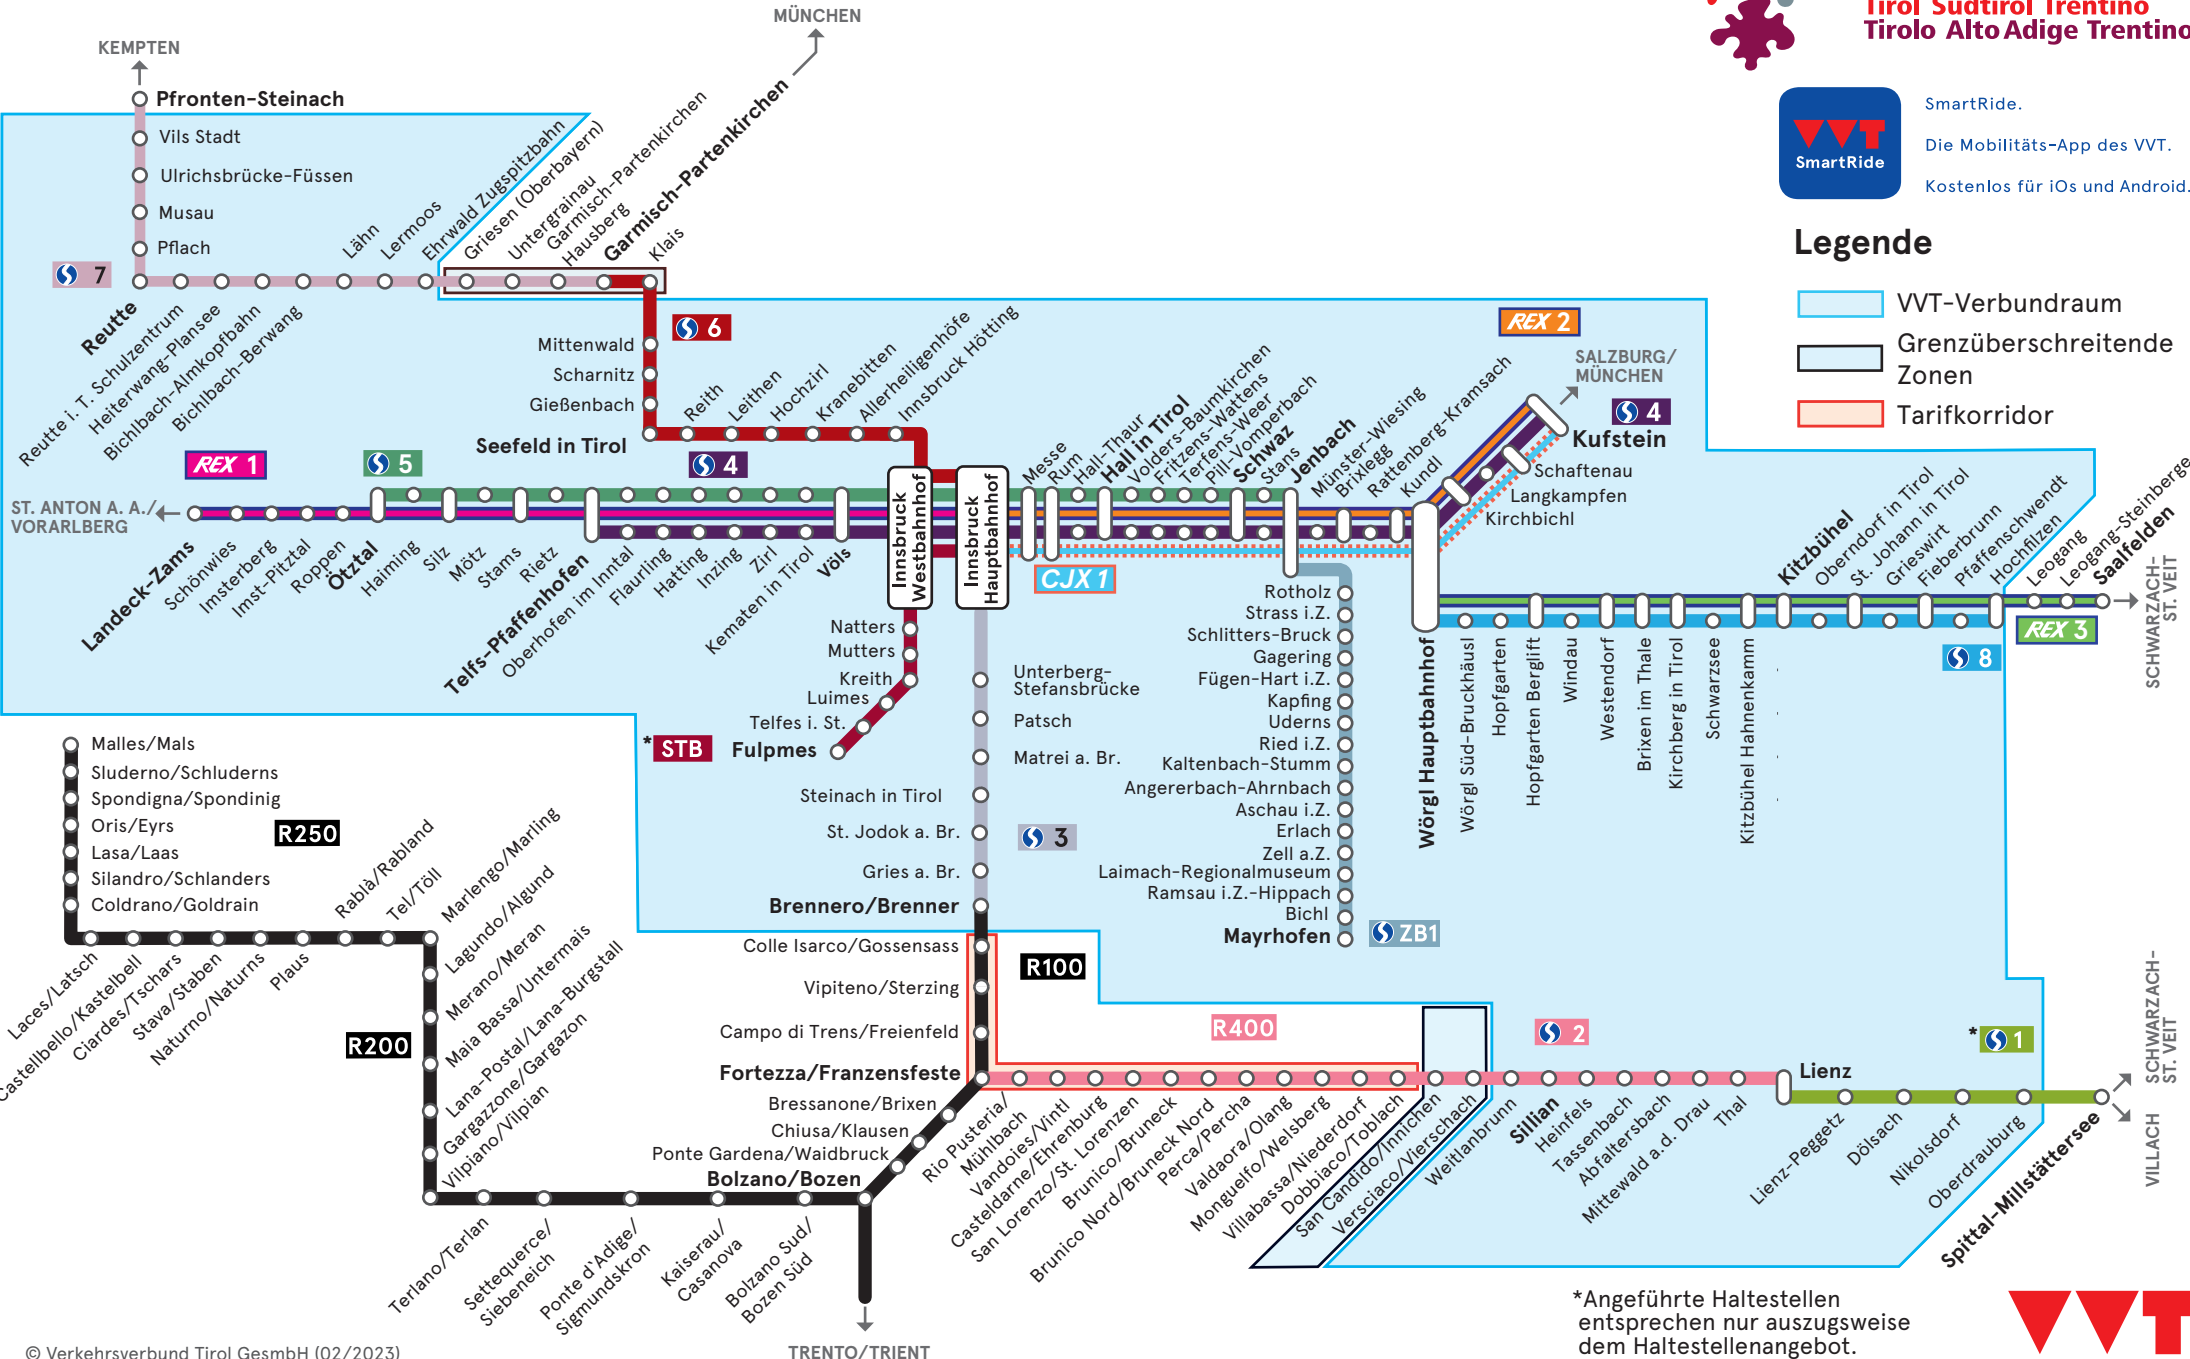 MÜNCHEN
KEMPTEN
Tirol Südtirol Trentino
Tirolo Alto Adige Trentino
VVT
SmartRide
SmartRide.
Die Mobilitäts-App des VVT.
Kostenlos für iOs und Android.
Legende
VVT-Verbundraum
Grenzüberschreitende
Zonen
Tarifkorridor
Pfronten-Steinach
Vils Stadt
Ulrichsbrücke-Füssen
Musau
Pflach
7
Reutte
Reutte i. T. Schulzentrum
Heiterwang-Plansee
Bichlbach-Almkopfbahn
Bichlbach-Berwang
Lähn
Lermoos
Ehrwald Zugspitzbahn
Griesen (Oberbayern)
Untergrainau
Garmisch-Partenkirchen
Hausberg
Garmisch-Partenkirchen
Klais
6
Mittenwald
Scharnitz
Gießenbach
Seefeld in Tirol
Reith
Leithen
Hochzirl
Kranebitten
Allerheiligenhöfe
Innsbruck Hötting
REX 1
5
4
ST. ANTON A. A./
VORARLBERG
Landeck-Zams
Schönwies
Imsterberg
Imst-Pitztal
Roppen
Ötztal
Haiming
Silz
Mötz
Stams
Rietz
Telfs-Pfaffenhofen
Oberhofen im Inntal
Flaurling
Hatting
Inzing
Zirl
Kematen in Tirol
Völs
Innsbruck
Westbahnhof
Innsbruck
Hauptbahnhof
Messe
Rum
Hall-Thaur
Hall in Tirol
Volders-Baumkirchen
Fritzens-Wattens
Terfens-Weer
Pill-Vomperbach
Schwaz
Stans
Jenbach
Münster-Wiesing
Brixlegg
Rattenberg-Kramsach
Kundl
CJX 1
REX 2
SALZBURG/
MÜNCHEN
4
Kufstein
Schaftenau
Langkampfen
Kirchbichl
Wörgl Hauptbahnhof
Wörgl Süd-Bruckhäusl
Hopfgarten
Hopfgarten Berglift
Windau
Westendorf
Brixen im Thale
Kirchberg in Tirol
Schwarzsee
Kitzbühel Hahnenkamm
Kitzbühel
Oberndorf in Tirol
St. Johann in Tirol
Grieswirt
Fieberbrunn
Pfaffenschwendt
Hochfilzen
Leogang
Leogang-Steinberge
Saalfelden
8
REX 3
SCHWARZACH-
ST. VEIT
Natters
Mutters
Kreith
Luimes
Telfes i. St.
Fulpmes
*STB
Unterberg-
Stefansbrücke
Patsch
Matrei a. Br.
Steinach in Tirol
St. Jodok a. Br.
Gries a. Br.
Brennero/Brenner
3
Rotholz
Strass i.Z.
Schlitters-Bruck
Gagering
Fügen-Hart i.Z.
Kapfing
Uderns
Ried i.Z.
Kaltenbach-Stumm
Angererbach-Ahrnbach
Aschau i.Z.
Erlach
Zell a.Z.
Laimach-Regionalmuseum
Ramsau i.Z.-Hippach
Bichl
Mayrhofen
ZB1
Malles/Mals
Sluderno/Schluderns
Spondigna/Spondinig
Oris/Eyrs
Lasa/Laas
Silandro/Schlanders
Coldrano/Goldrain
R250
Laces/Latsch
Castellbello/Kastelbell
Ciardes/Tschars
Stava/Staben
Naturno/Naturns
Plaus
Rablà/Rabland
Tel/Töll
Marlengo/Marling
Lagundo/Algund
Merano/Meran
Maia Bassa/Untermais
Lana-Postal/Lana-Burgstall
Gargazzone/Gargazon
Vilpiano/Vilpian
R200
Terlano/Terlan
Settequerce/
Siebeneich
Ponte d'Adige/
Sigmundskron
Kaiserau/
Casanova
Bolzano Sud/
Bozen Süd
Bolzano/Bozen
Ponte Gardena/Waidbruck
Chiusa/Klausen
Bressanone/Brixen
Fortezza/Franzensfeste
Campo di Trens/Freienfeld
Vipiteno/Sterzing
Colle Isarco/Gossensass
R100
TRENTO/TRIENT
R400
Rio Pusteria/
Mühlbach
Vandoies/Vintl
Casteldarne/Ehrenburg
San Lorenzo/St. Lorenzen
Brunico/Bruneck
Brunico Nord/Bruneck Nord
Perca/Percha
Valdaora/Olang
Monguelfo/Welsberg
Villabassa/Niederdorf
Dobbiaco/Toblach
San Candido/Innichen
Versciaco/Vierschach
2
Weitlanbrunn
Sillian
Heinfels
Tassenbach
Abfaltersbach
Mittewald a.d. Drau
Thal
Lienz
*1
Lienz-Peggetz
Dölsach
Nikolsdorf
Oberdrauburg
Spittal-Millstättersee
SCHWARZACH-
ST. VEIT
VILLACH
*Angeführte Haltestellen
entsprechen nur auszugsweise
dem Haltestellenangebot.
VVT
© Verkehrsverbund Tirol GesmbH (02/2023)